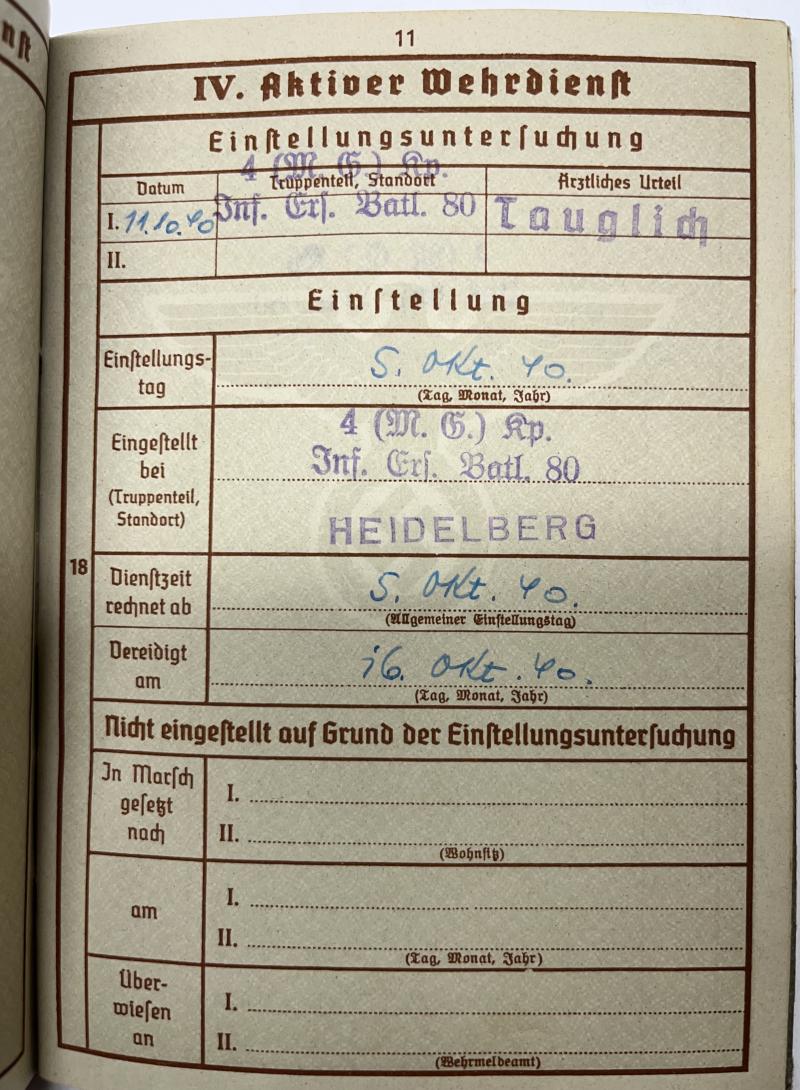 nst
11
IV. Aktiver Wehrdienst
Einstellungsuntersuchung
Datum
Truppenteil, Standort
Ärztliches Urteil
4 (M. G.) Kp.
I. 11.10.40 Inf. Ers. Batl. 80 Tauglich
II.
Einstellung
Einstellungs-
tag
5. Okt. 40.
(Tag, Monat, Jahr)
Eingestellt
bei
(Truppenteil,
Standort)
4 (M. G.) Kp.
Inf. Ers. Batl. 80
HEIDELBERG
18
Dienstzeit
rechnet ab
5. Okt. 40.
(Allgemeiner Einstellungstag)
Vereidigt
am
16. Okt. 40.
(Tag, Monat, Jahr)
Nicht eingestellt auf Grund der Einstellungsuntersuchung
In Marsch
gesetzt
nach
I.
II.
(Wohnsitz)
am
I.
II.
(Tag, Monat, Jahr)
Über-
wiesen
an
I.
II.
(Wehrmeldeamt)